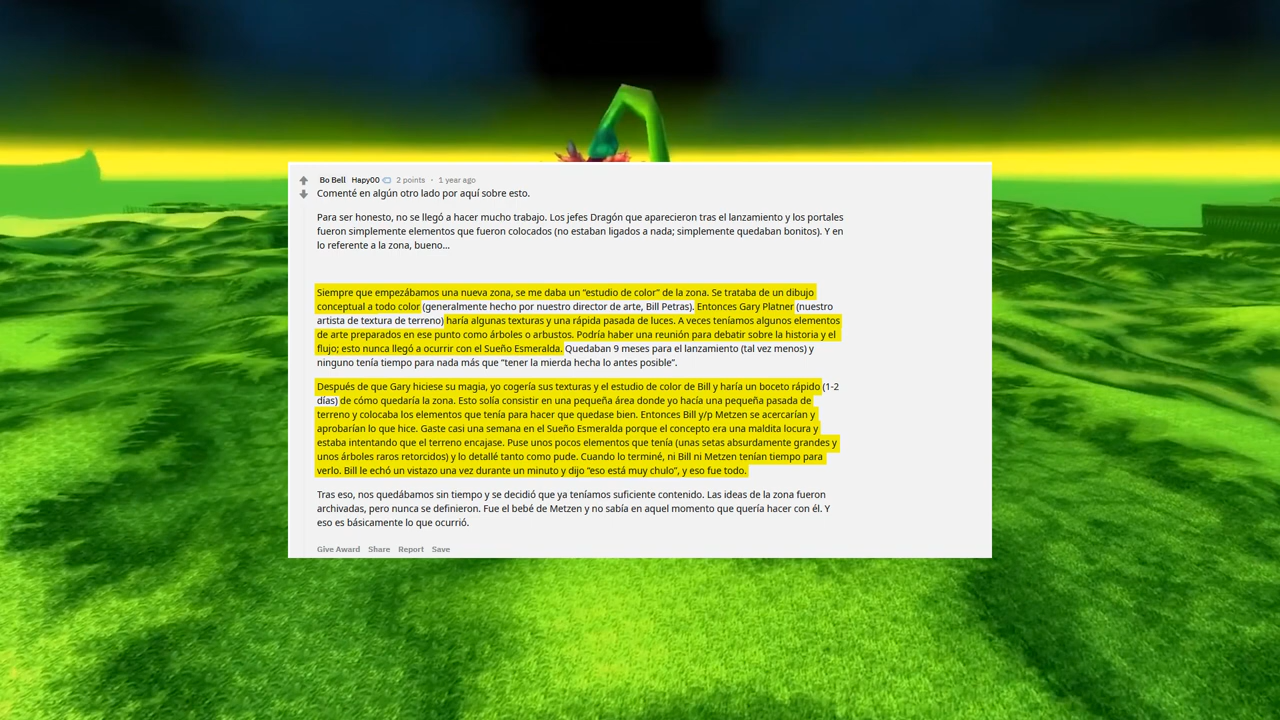 Bo Bell Hapy00 2 points · 1 year ago
Comenté en algún otro lado por aquí sobre esto.
Para ser honesto, no se llegó a hacer mucho trabajo. Los jefes Dragón que aparecieron tras el lanzamiento y los portales
fueron simplemente elementos que fueron colocados (no estaban ligados a nada; simplemente quedaban bonitos). Y en
lo referente a la zona, bueno...
Siempre que empezábamos una nueva zona, se me daba un “estudio de color” de la zona. Se trataba de un dibujo
conceptual a todo color (generalmente hecho por nuestro director de arte, Bill Petras). Entonces Gary Platner (nuestro
artista de textura de terreno) haría algunas texturas y una rápida pasada de luces. A veces teníamos algunos elementos
de arte preparados en ese punto como árboles o arbustos. Podría haber una reunión para debatir sobre la historia y el
flujo; esto nunca llegó a ocurrir con el Sueño Esmeralda. Quedaban 9 meses para el lanzamiento (tal vez menos) y
ninguno tenía tiempo para nada más que “tener la mierda hecha lo antes posible”.
Después de que Gary hiciese su magia, yo cogería sus texturas y el estudio de color de Bill y haría un boceto rápido (1-2
días) de cómo quedaría la zona. Esto solía consistir en una pequeña área donde yo hacía una pequeña pasada de
terreno y colocaba los elementos que tenía para hacer que quedase bien. Entonces Bill y/p Metzen se acercarían y
aprobarían lo que hice. Gaste casi una semana en el Sueño Esmeralda porque el concepto era una maldita locura y
estaba intentando que el terreno encajase. Puse unos pocos elementos que tenía (unas setas absurdamente grandes y
unos árboles raros retorcidos) y lo detallé tanto como pude. Cuando lo terminé, ni Bill ni Metzen tenían tiempo para
verlo. Bill le echó un vistazo una vez durante un minuto y dijo “eso está muy chulo”, y eso fue todo.
Tras eso, nos quedábamos sin tiempo y se decidió que ya teníamos suficiente contenido. Las ideas de la zona fueron
archivadas, pero nunca se definieron. Fue el bebé de Metzen y no sabía en aquel momento que quería hacer con él. Y
eso es básicamente lo que ocurrió.
Give Award Share Report Save